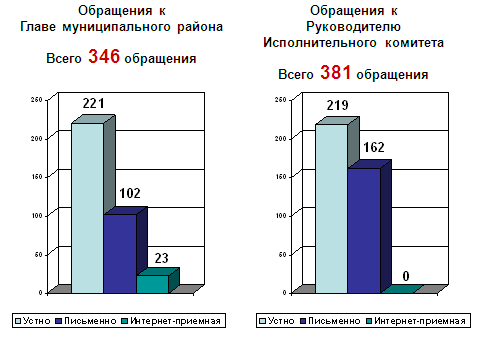 Обращения к
Главе муниципального района
Всего 346 обращения
250
200
150
100
50
0
221
102
23
Устно Письменно Интернет-приемная
Обращения к
Руководителю
Исполнительного комитета
Всего 381 обращения
250
200
150
100
50
0
219
162
0
Устно Письменно Интернет-приемная